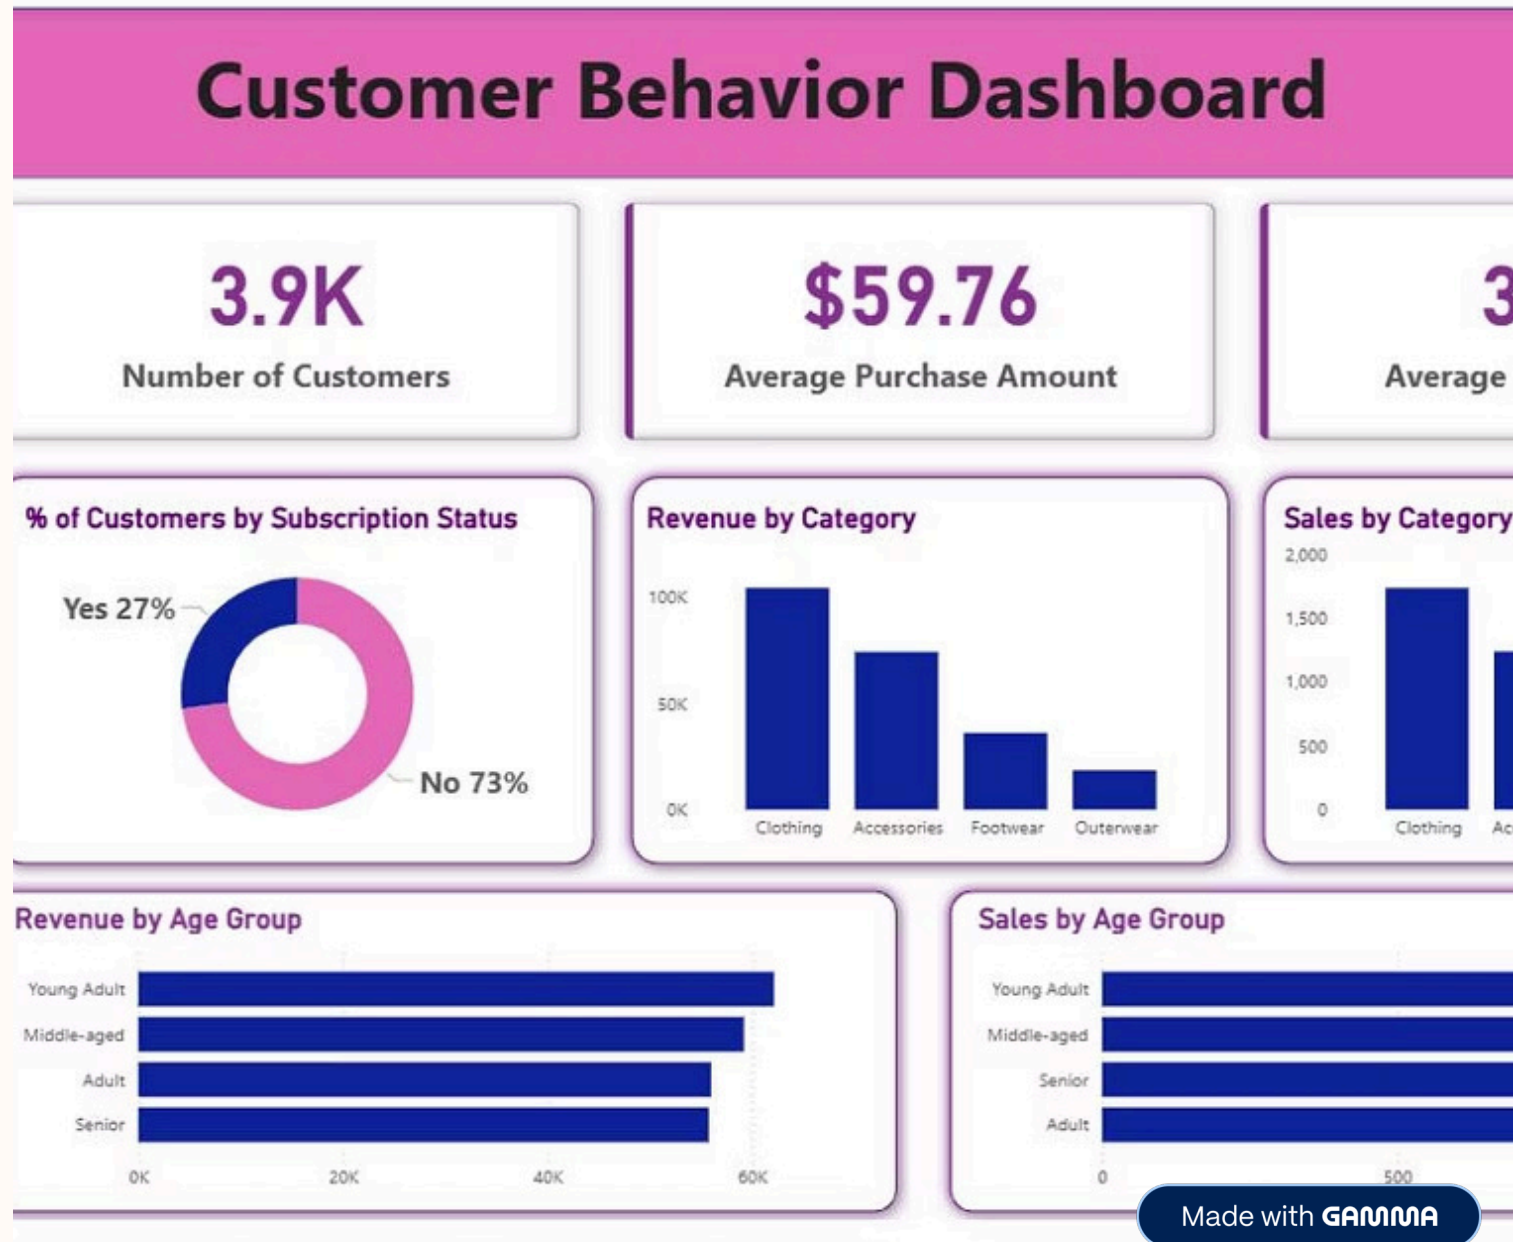 Customer Behavior Dashboard
3.9K
Number of Customers
$59.76
Average Purchase Amount
3
Average
% of Customers by Subscription Status
Yes 27%
No 73%
Revenue by Category
100K
50K
0K
Clothing Accessories Footwear Outerwear
Sales by Category
2,000
1,500
1,000
500
0
Clothing Ac
Revenue by Age Group
Young Adult
Middle-aged
Adult
Senior
0K 20K 40K 60K
Sales by Age Group
Young Adult
Middle-aged
Senior
Adult
0 500
Made with GAMMA